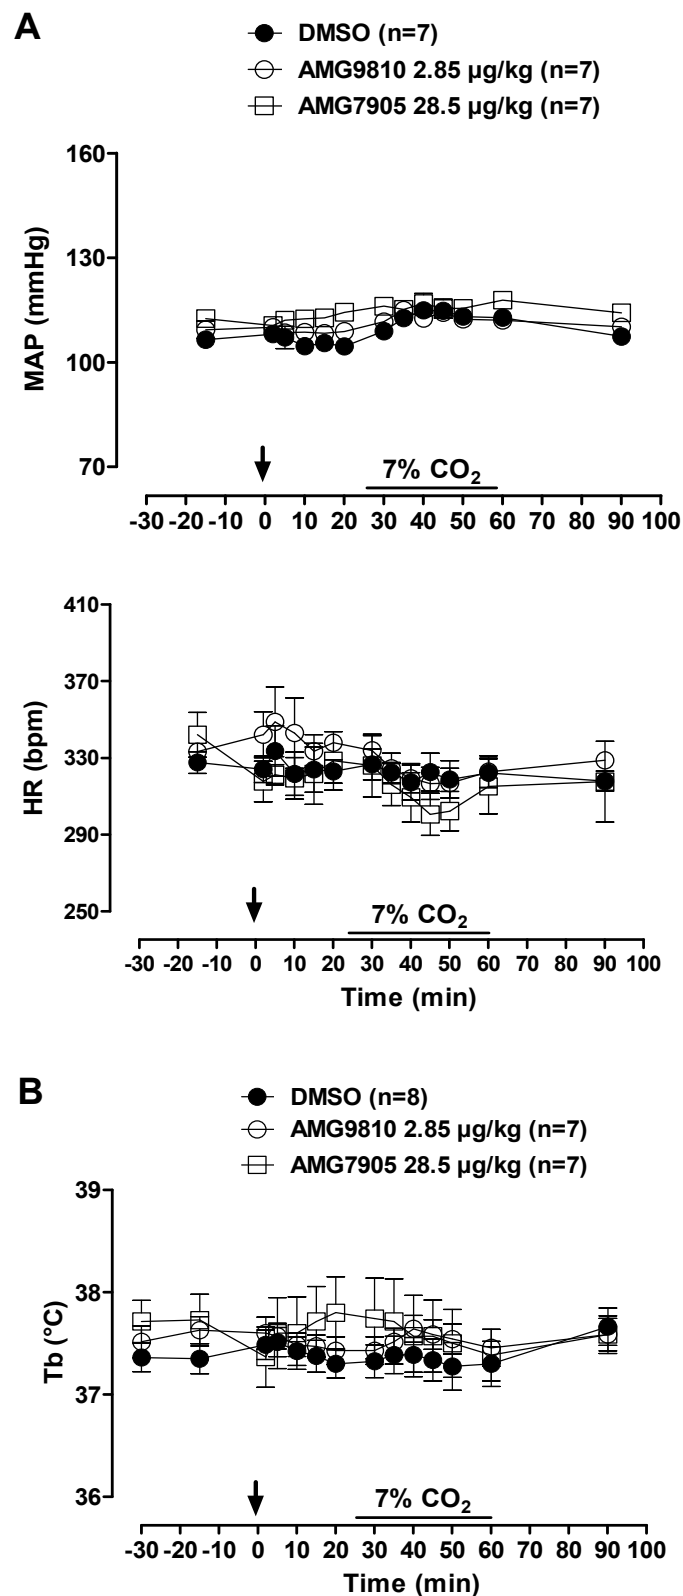 A
DMSO (n=7)
AMG9810 2.85 µg/kg (n=7)
AMG7905 28.5 µg/kg (n=7)
160
130
100
70
MAP (mmHg)
7% CO₂
-30 -20 -10 0 10 20 30 40 50 60 70 80 90 100
410
370
330
290
250
HR (bpm)
7% CO₂
-30 -20 -10 0 10 20 30 40 50 60 70 80 90 100
Time (min)
B
DMSO (n=8)
AMG9810 2.85 µg/kg (n=7)
AMG7905 28.5 µg/kg (n=7)
39
38
37
36
Tb (°C)
7% CO₂
-30 -20 -10 0 10 20 30 40 50 60 70 80 90 100
Time (min)